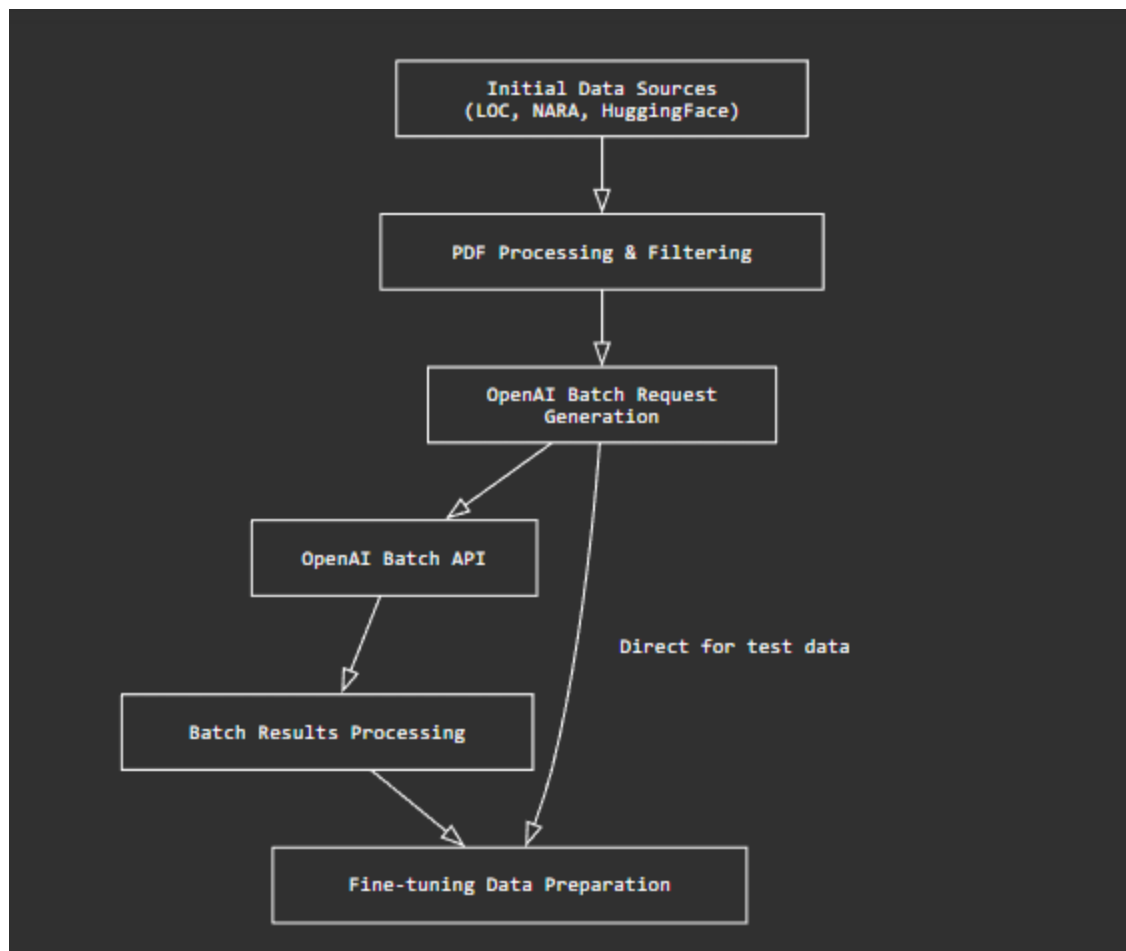 Initial Data Sources
(LOC, NARA, HuggingFace)
PDF Processing & Filtering
OpenAI Batch Request
Generation
OpenAI Batch API
Direct for test data
Batch Results Processing
Fine-tuning Data Preparation